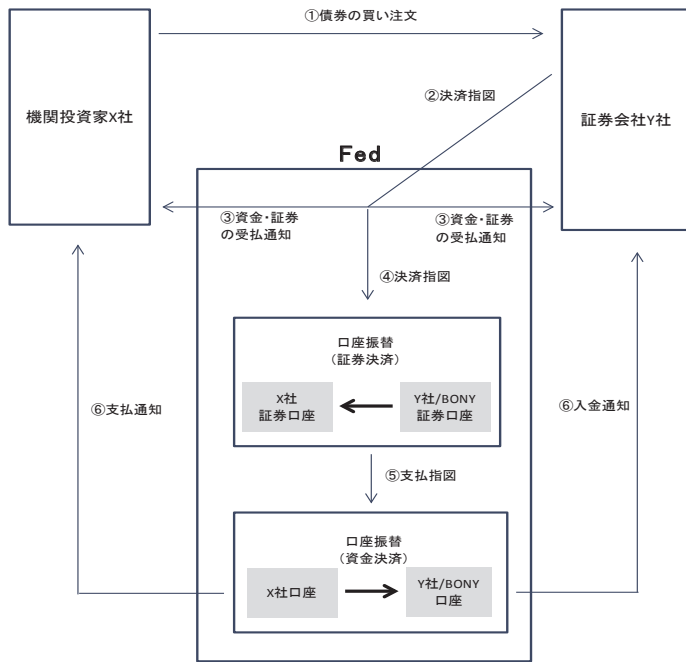 ①債券の買い注文
機関投資家X社
②決済指図
証券会社Y社
Fed
③資金・証券
の受払通知
③資金・証券
の受払通知
④決済指図
口座振替
（証券決済）
X社
証券口座
Y社/BONY
証券口座
⑥支払通知
⑥入金通知
⑤支払指図
口座振替
（資金決済）
X社口座
Y社/BONY
口座